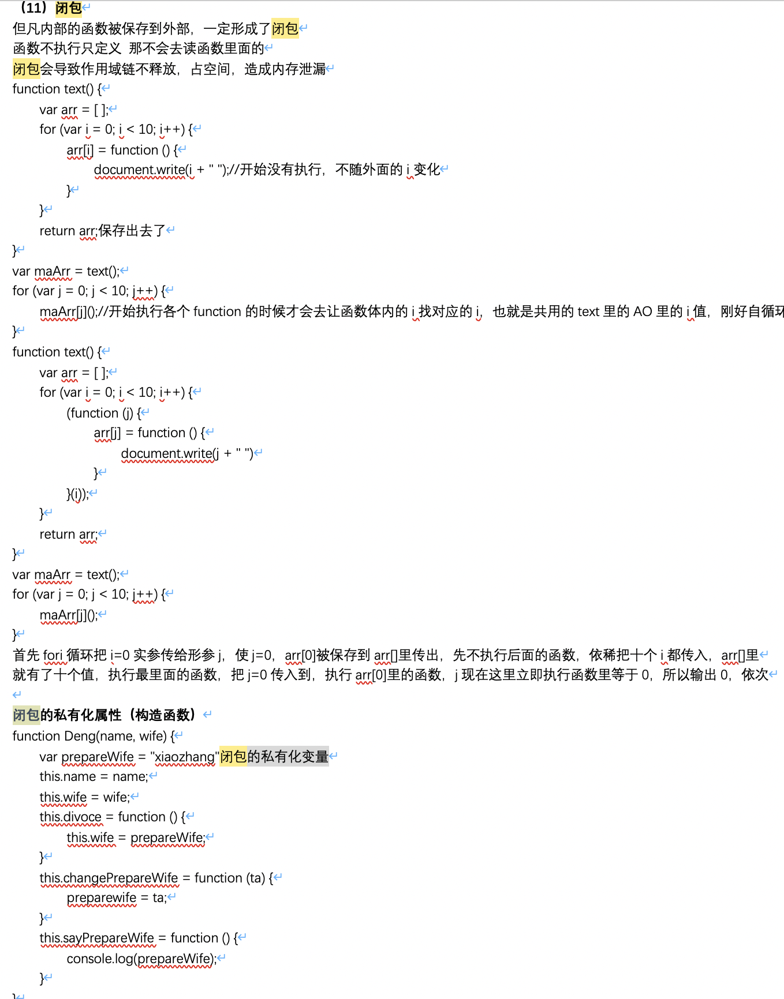 （11）闭包
但凡内部的函数被保存到外部，一定形成了闭包
函数不执行只定义 那不会去读函数里面的
闭包会导致作用域链不释放，占空间，造成内存泄漏
function text() {
var arr = [ ];
for (var i = 0; i < 10; i++) {
arr[i] = function () {
document.write(i + " ");//开始没有执行，不随外面的 i 变化
}
}
return arr;保存出去了
}
var maArr = text();
for (var j = 0; j < 10; j++) {
maArr[j]();//开始执行各个 function 的时候才会去让函数体内的 i 找对应的 i，也就是共用的 text 里的 AO 里的 i 值，刚好自循环
}
function text() {
var arr = [ ];
for (var i = 0; i < 10; i++) {
(function (j) {
arr[j] = function () {
document.write(j + " ")
}
}(i));
}
return arr;
}
var maArr = text();
for (var j = 0; j < 10; j++) {
maArr[j]();
}
首先 fori 循环把 i=0 实参传给形参 j，使 j=0，arr[0]被保存到 arr[]里传出，先不执行后面的函数，依稀把十个 i 都传入，arr[]里
就有了十个值，执行最里面的函数，把 j=0 传入到，执行 arr[0]里的函数，j 现在这里立即执行函数里等于 0，所以输出 0，依次
闭包的私有化属性（构造函数）
function Deng(name, wife) {
var prepareWife = "xiaozhang"闭包的私有化变量
this.name = name;
this.wife = wife;
this.divoce = function () {
this.wife = prepareWife;
}
this.changePrepareWife = function (ta) {
preparewife = ta;
}
this.sayPrepareWife = function () {
console.log(prepareWife);
}
}